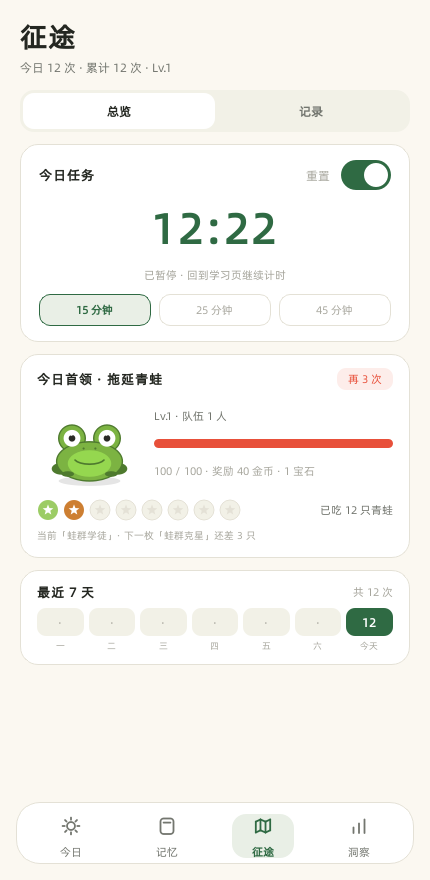 征途
今日 12 次 · 累计 12 次 · Lv.1
总览 记录
今日任务 重置
12:22
已暂停 · 回到学习页继续计时
15 分钟 25 分钟 45 分钟
今日首领 · 拖延青蛙 再 3 次
Lv.1 · 队伍 1 人
100 / 100 · 奖励 40 金币 · 1 宝石
已吃 12 只青蛙
当前「蛙群学徒」· 下一枚「蛙群克星」还差 3 只
最近 7 天 共 12 次
· · · · · · 12
一 二 三 四 五 六 今天
今日 记忆 征途 洞察